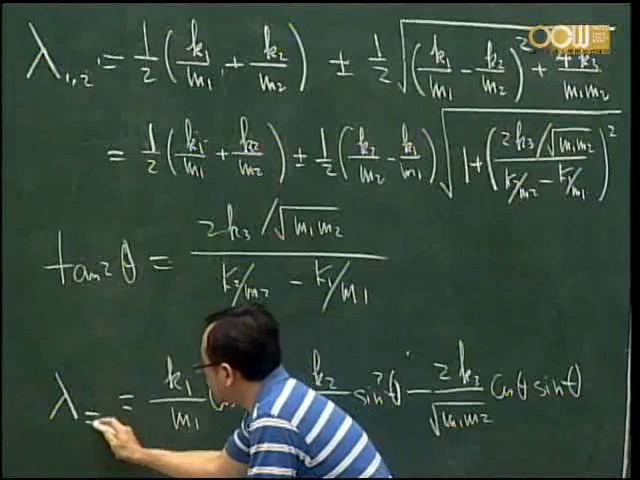 OCW
λ₁,₂ = 1/2 (k₁/m₁ + k₂/m₂) ± 1/2 √((k₁/m₁ - k₂/m₂)² + 4k₃/m₁m₂)
= 1/2 (k₁/m₁ + k₂/m₂) ± 1/2 (k₂/m₂ - k₁/m₁) √(1 + ((2k₃/√m₁m₂)/(k₂/m₂ - k₁/m₁))²)
tan2θ = (2k₃/√m₁m₂)/(k₂/m₂ - k₁/m₁)
λ₋ = k₁/m₁ k₂ sin²θ - 2k₃/√m₁m₂ cosθ sinθ